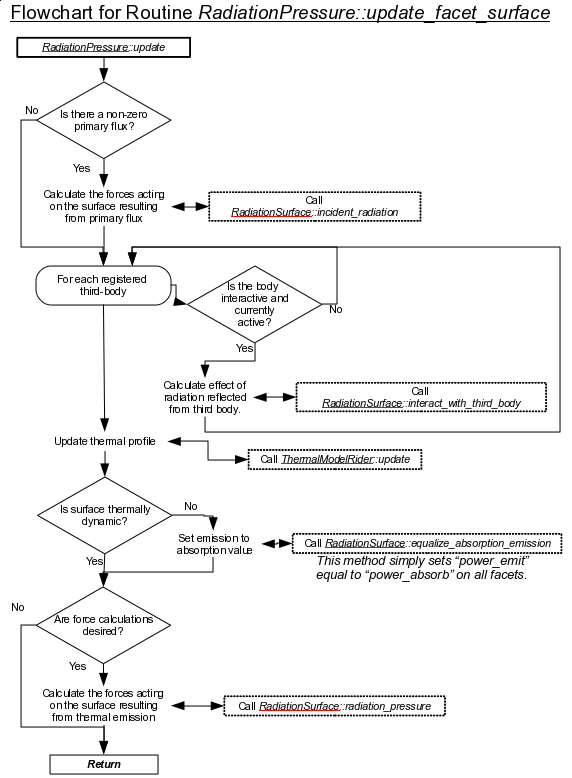 Flowchart for Routine RadiationPressure::update_facet_surface
RadiationPressure::update
Is there a non-zero
primary flux?
No
Yes
Calculate the forces acting
on the surface resulting
from primary flux
Call
RadiationSurface::incident_radiation
For each registered
third-body
Is the body
interactive and
currently
active?
No
Yes
Calculate effect of
radiation reflected
from third body.
Call
RadiationSurface::interact_with_third_body
Update thermal profile
Call ThermalModelRider::update
Is surface thermally
dynamic?
No
Set emission to
absorption value
Call RadiationSurface::equalize_absorption_emission
This method simply sets “power_emit”
equal to “power_absorb” on all facets.
Yes
Are force calculations
desired?
No
Yes
Calculate the forces acting
on the surface resulting
from thermal emission
Call RadiationSurface::radiation_pressure
Return